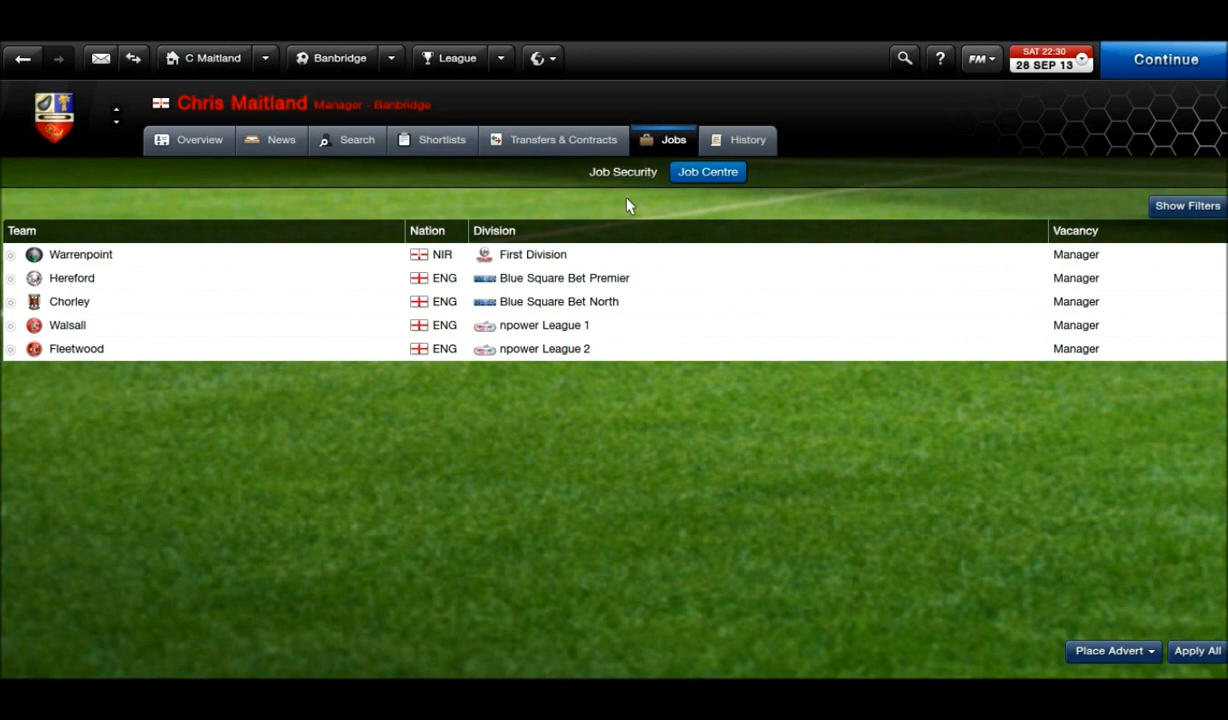 C Maitland Banbridge League ? FM SAT 22:30 Continue
28 SEP 13
Chris Maitland Manager - Banbridge
Overview News Search Shortlists Transfers & Contracts Jobs History
Job Security Job Centre
Show Filters
Team Nation Division Vacancy
Warrenpoint NIR First Division Manager
Hereford ENG Blue Square Bet Premier Manager
Chorley ENG Blue Square Bet North Manager
Walsall ENG npower League 1 Manager
Fleetwood ENG npower League 2 Manager
Place Advert Apply All